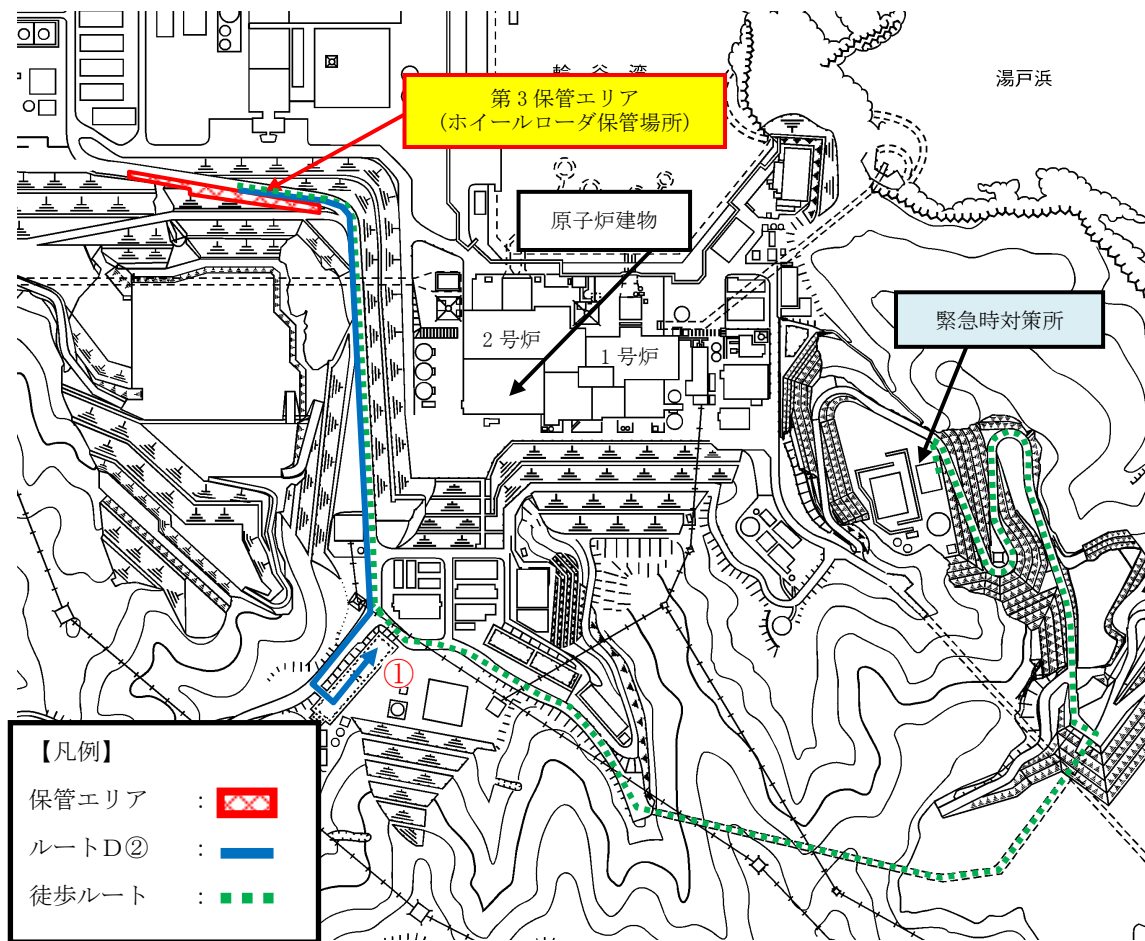 輪谷湾
湯戸浜
第3保管エリア
(ホイールローダ保管場所)
原子炉建物
緊急時対策所
2号炉
1号炉
①
【凡例】
保管エリア :
ルートD② :
徒歩ルート :